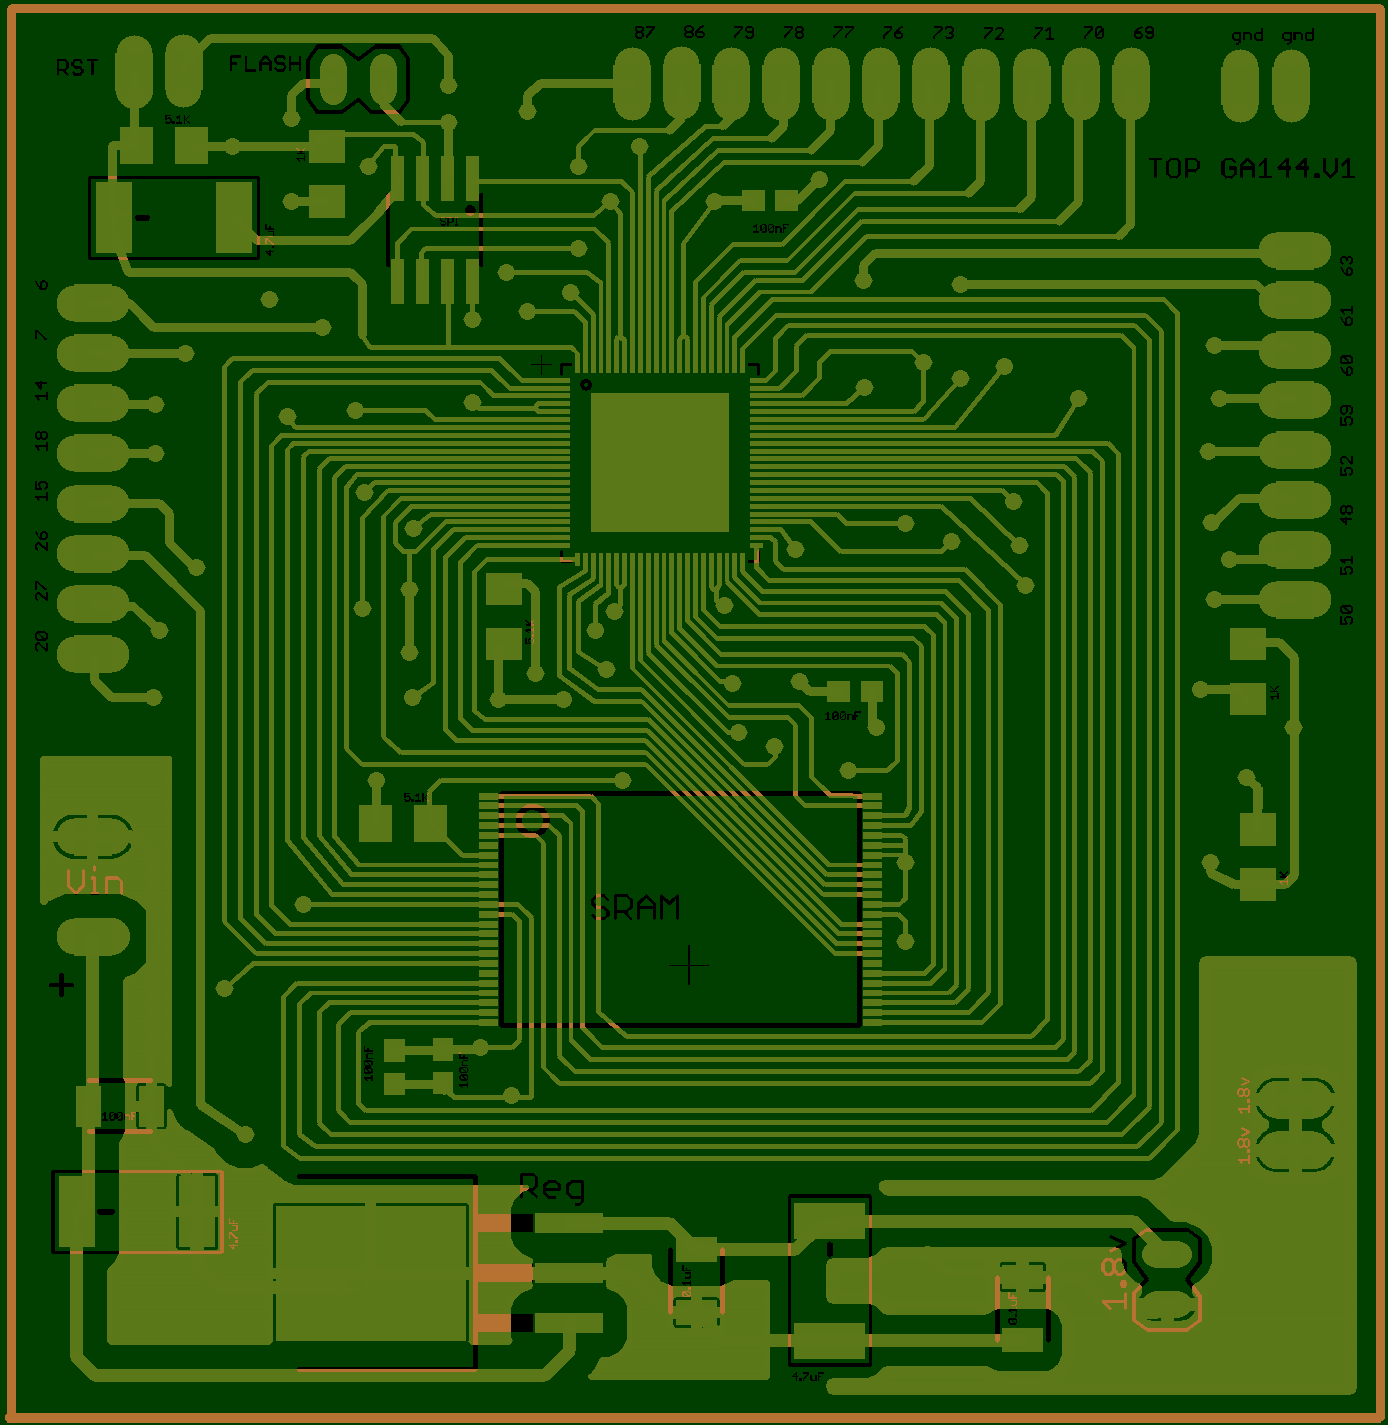 87 86 79 78 77 76 73 72 71 70 69 gnd gnd
RST
FLASH
5.1K
1K
TOP GA144.V1
SPI
4.7uF
100nF
63
6
61
7
60
14
59
18
52
15
48
26
51
27
50
20
5.1K
1K
100nF
5.1K
Vin
1K
SRAM
+
100nF
100nF
1.8v
1.8v
100nF
Reg
4.7uF
0.1uF
1.8v
0.1uF
4.7uF